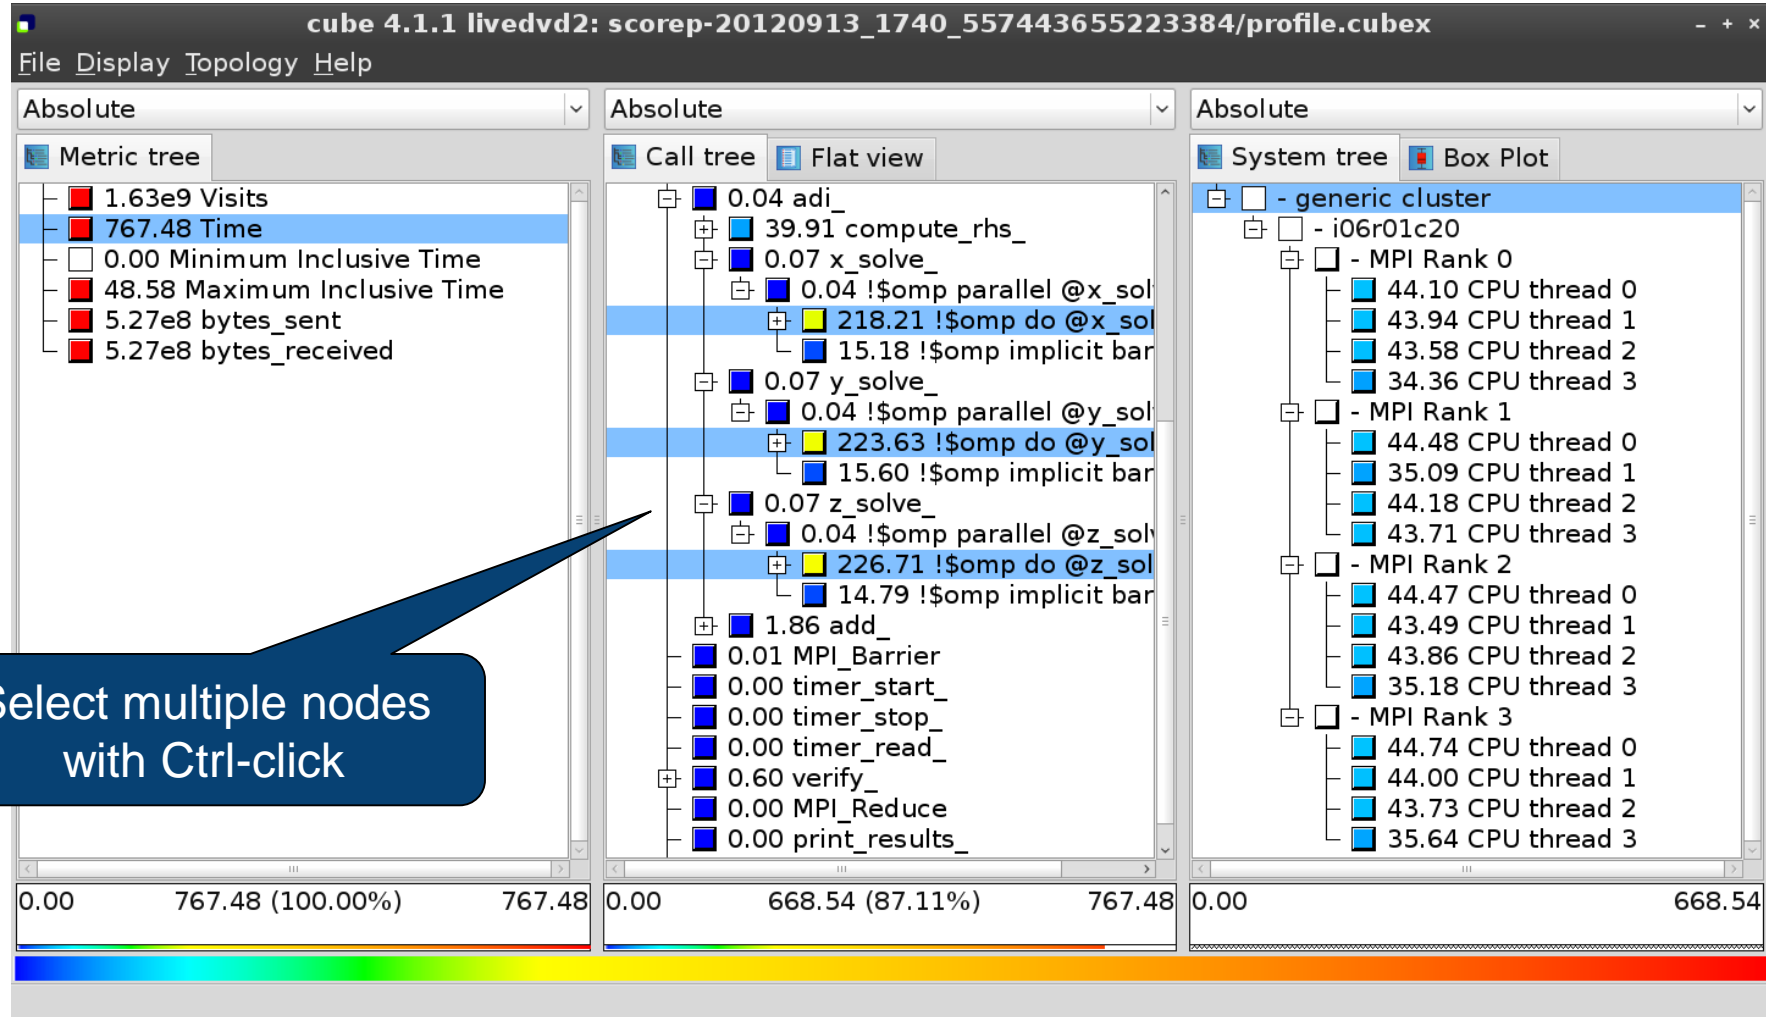 cube 4.1.1 livedvd2: scorep-20120913_1740_557443655223384/profile.cubex
File Display Topology Help
Absolute
Metric tree
1.63e9 Visits
767.48 Time
0.00 Minimum Inclusive Time
48.58 Maximum Inclusive Time
5.27e8 bytes_sent
5.27e8 bytes_received
Select multiple nodes
with Ctrl-click
0.00 767.48 (100.00%) 767.48
Absolute
Call tree Flat view
0.04 adi_
39.91 compute_rhs_
0.07 x_solve_
0.04 !$omp parallel @x_sol
218.21 !$omp do @x_sol
15.18 !$omp implicit bar
0.07 y_solve_
0.04 !$omp parallel @y_sol
223.63 !$omp do @y_sol
15.60 !$omp implicit bar
0.07 z_solve_
0.04 !$omp parallel @z_solv
226.71 !$omp do @z_sol
14.79 !$omp implicit bar
1.86 add_
0.01 MPI_Barrier
0.00 timer_start_
0.00 timer_stop_
0.00 timer_read_
0.60 verify_
0.00 MPI_Reduce
0.00 print_results_
0.00 668.54 (87.11%) 767.48
Absolute
System tree Box Plot
- generic cluster
- i06r01c20
- MPI Rank 0
44.10 CPU thread 0
43.94 CPU thread 1
43.58 CPU thread 2
34.36 CPU thread 3
- MPI Rank 1
44.48 CPU thread 0
35.09 CPU thread 1
44.18 CPU thread 2
43.71 CPU thread 3
- MPI Rank 2
44.47 CPU thread 0
43.49 CPU thread 1
43.86 CPU thread 2
35.18 CPU thread 3
- MPI Rank 3
44.74 CPU thread 0
44.00 CPU thread 1
43.73 CPU thread 2
35.64 CPU thread 3
0.00 668.54